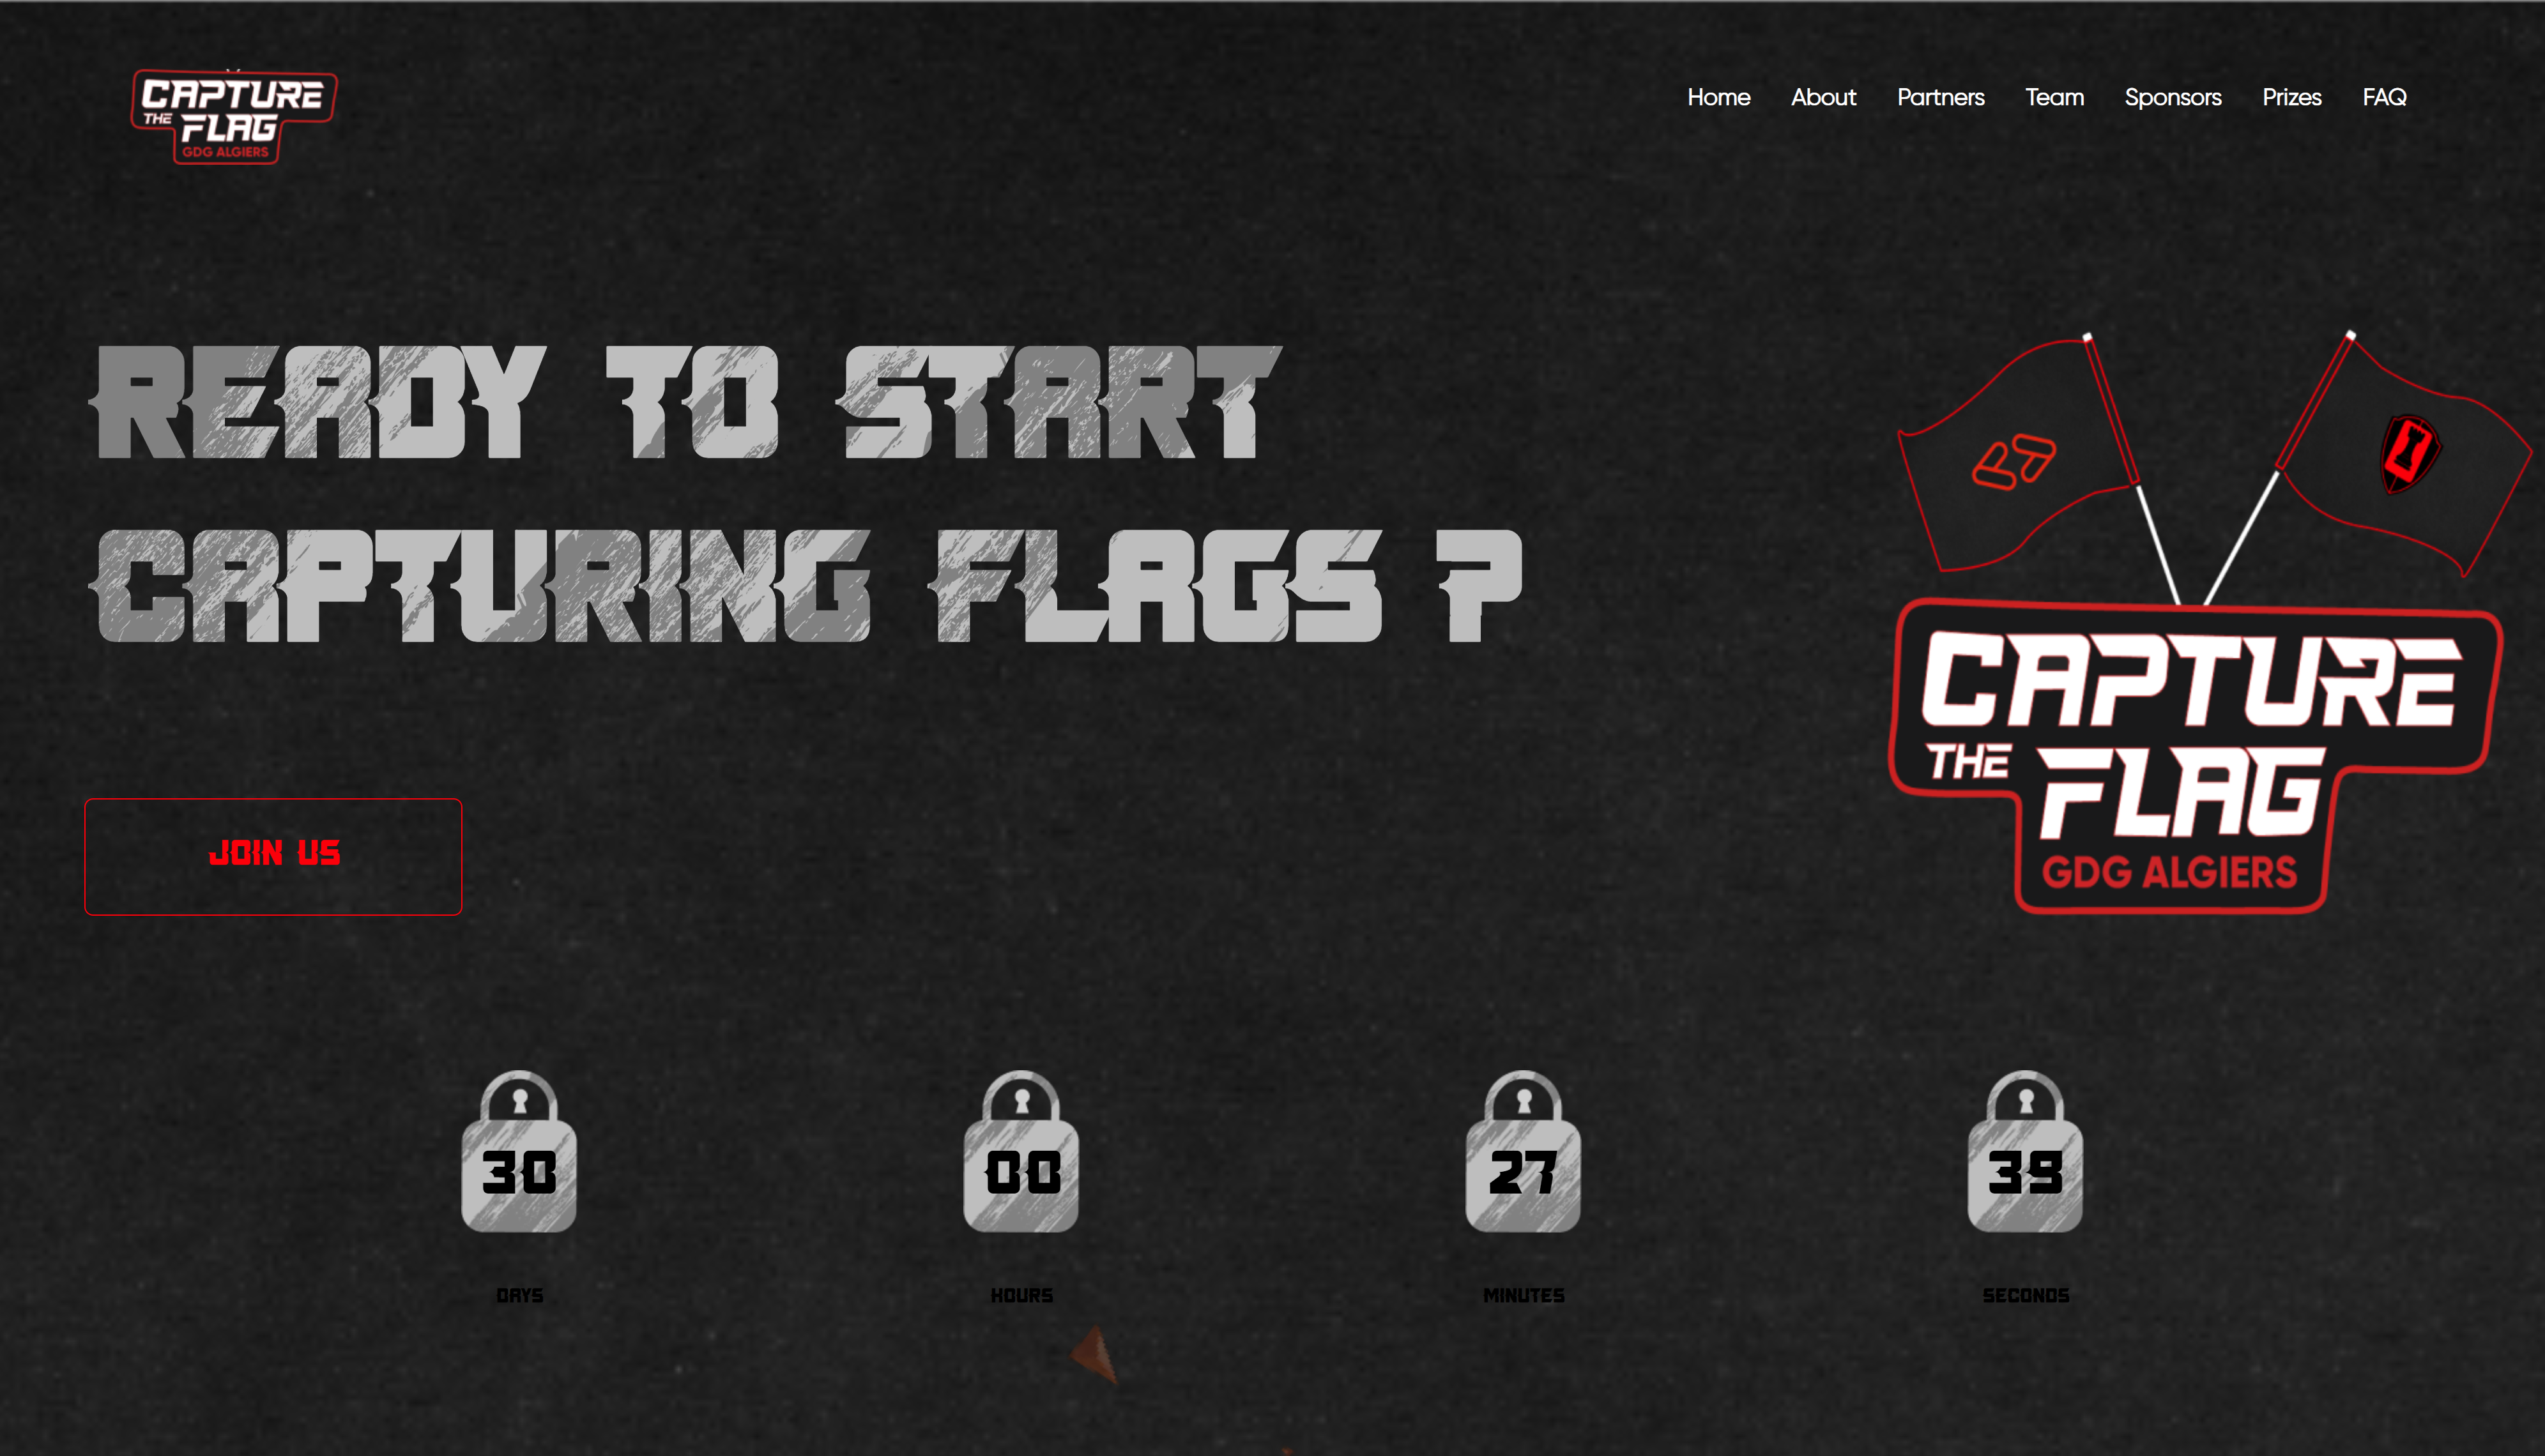 CAPTURE
THE FLAG
GDG ALGIERS
Home About Partners Team Sponsors Prizes FAQ
READY TO START
CAPTURING FLAGS ?
JOIN US
CAPTURE
THE FLAG
GDG ALGIERS
30 00 27 39
DAYS HOURS MINUTES SECONDS